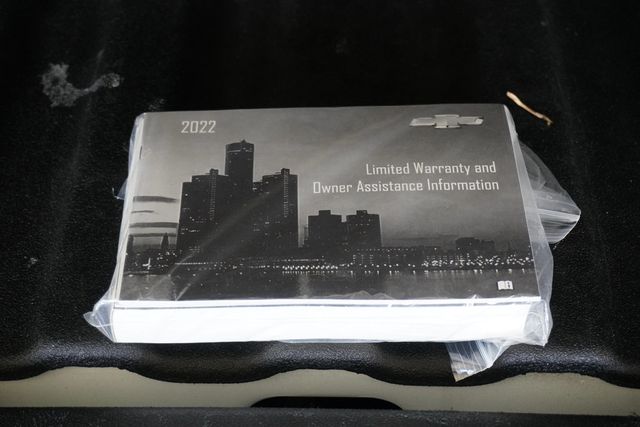 2022
Limited Warranty and
Owner Assistance Information